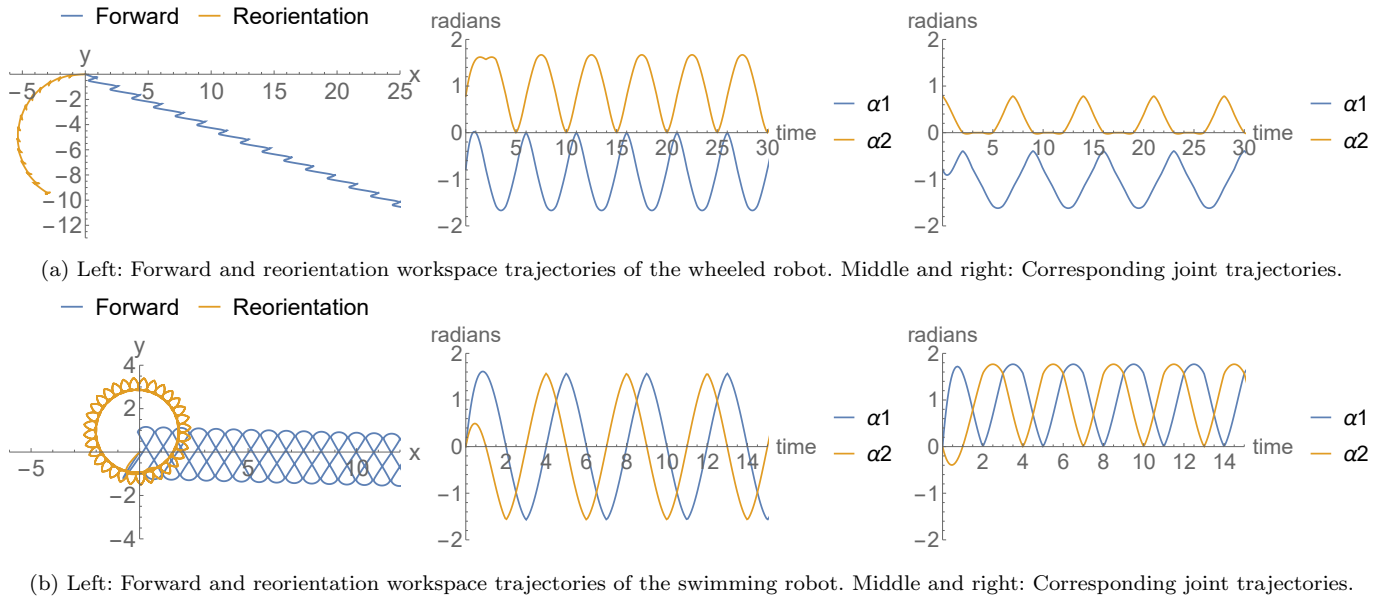 Forward Reorientation
y
x
−5 5 10 15 20 25
−2
−4
−6
−8
−10
−12
radians
2
1
0
−1
−2
5 10 15 20 25 30
time
α1
α2
radians
2
1
0
−1
−2
5 10 15 20 25 30
time
α1
α2
(a) Left: Forward and reorientation workspace trajectories of the wheeled robot. Middle and right: Corresponding joint trajectories.
Forward Reorientation
y
4
2
−2
−4
−5 5 10
x
radians
2
1
0
−1
−2
2 4 6 8 10 12 14
time
α1
α2
radians
2
1
0
−1
−2
2 4 6 8 10 12 14
time
α1
α2
(b) Left: Forward and reorientation workspace trajectories of the swimming robot. Middle and right: Corresponding joint trajectories.